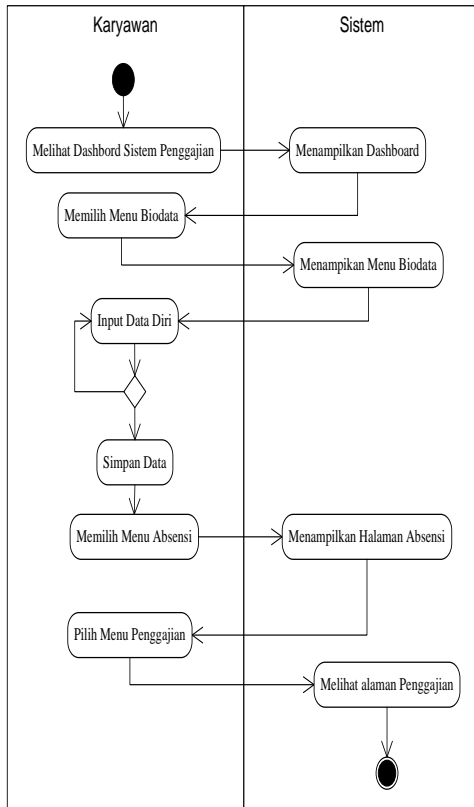 Karyawan
Sistem
Melihat Dashbord Sistem Penggajian
Menampilkan Dashboard
Memilih Menu Biodata
Menampikan Menu Biodata
Input Data Diri
Simpan Data
Memilih Menu Absensi
Menampilkan Halaman Absensi
Pilih Menu Penggajian
Melihat alaman Penggajian